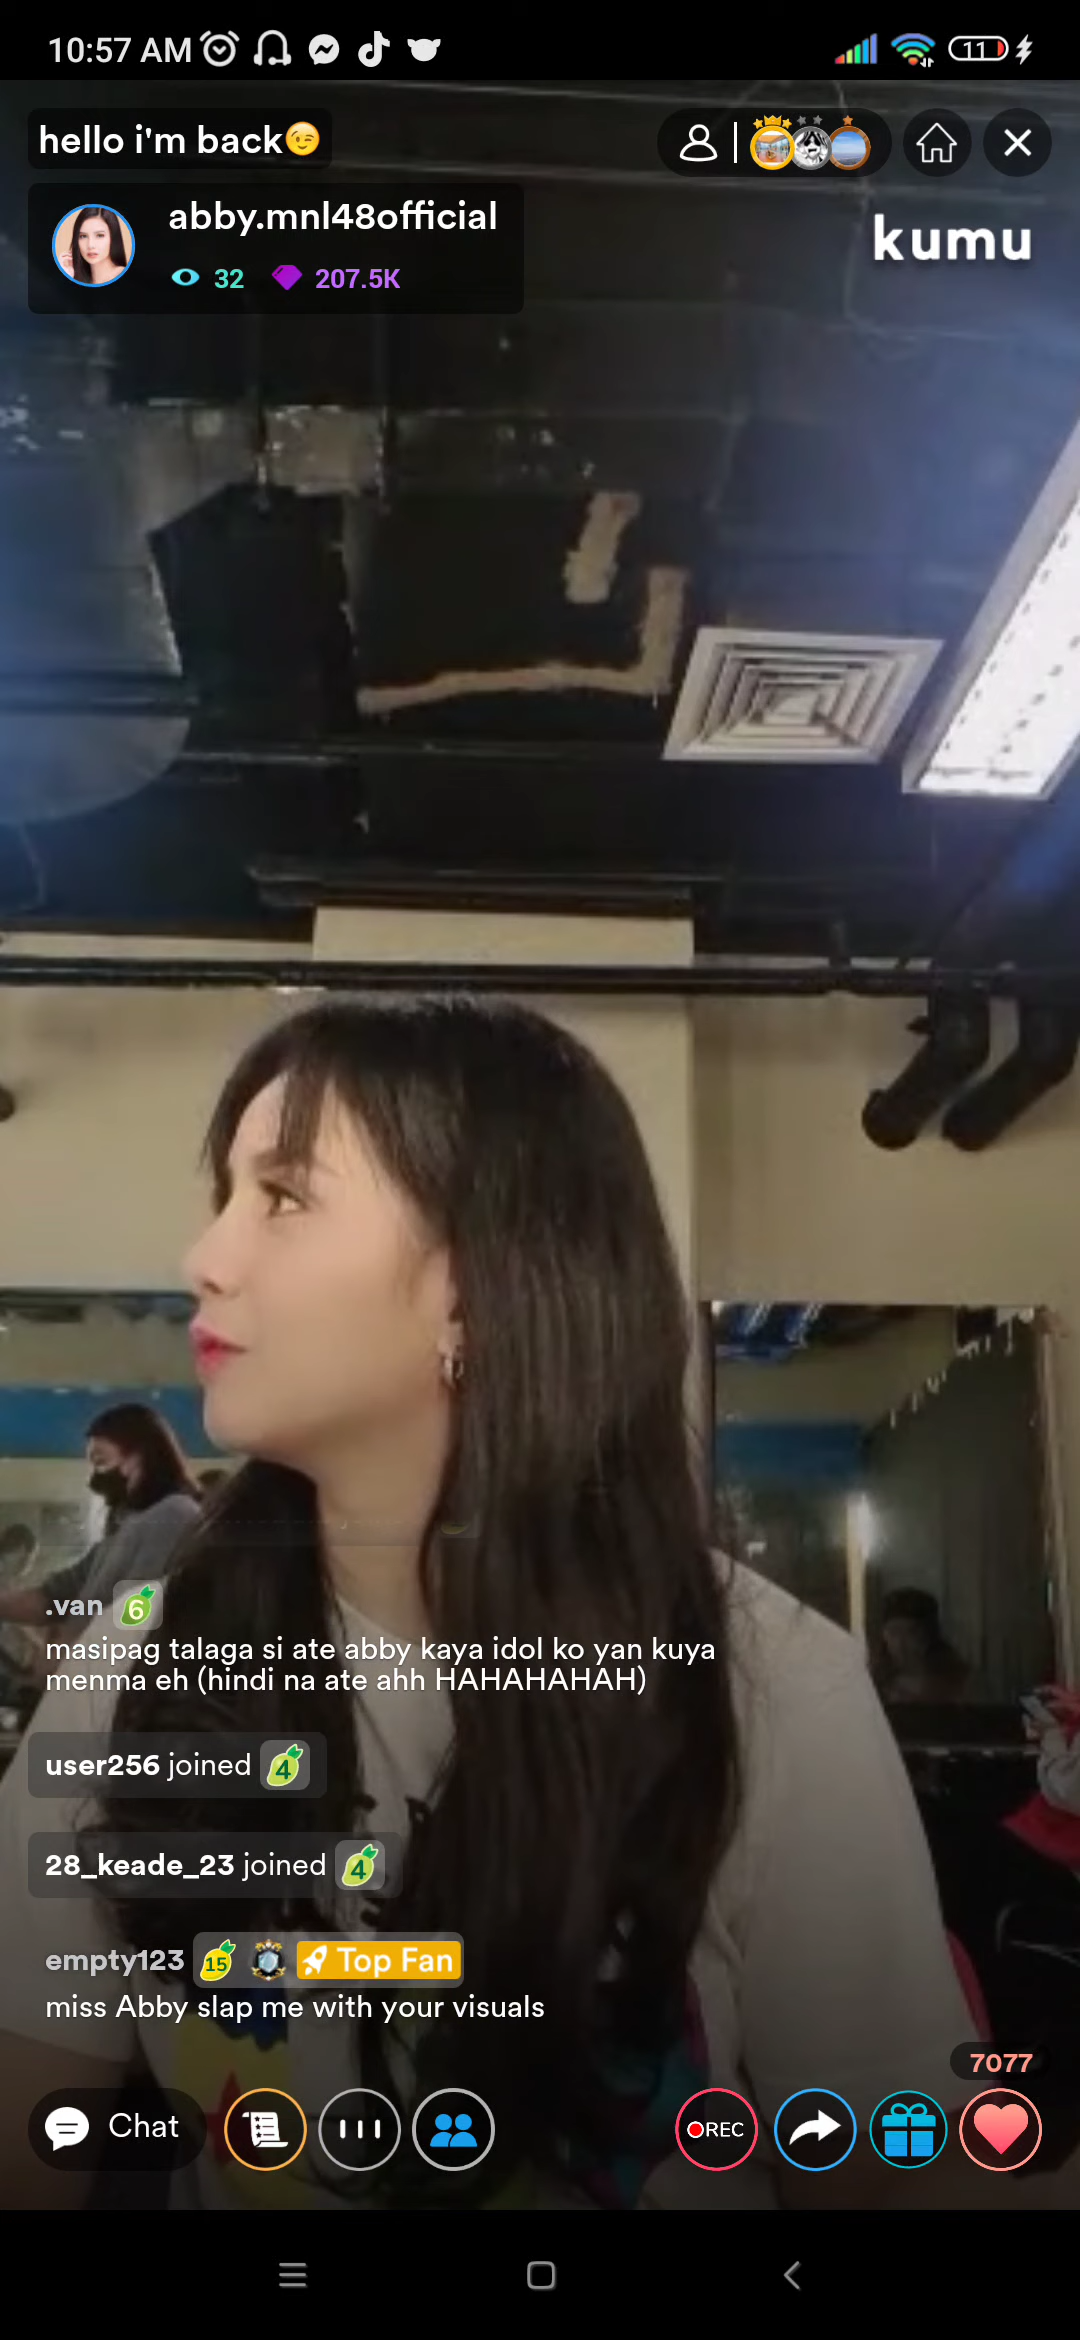 10:57 AM
11
hello i'm back😉
abby.mnl48official
32 207.5K
kumu
.van 6
masipag talaga si ate abby kaya idol ko yan kuya
menma eh (hindi na ate ahh HAHAHAHAH)
user256 joined 4
28_keade_23 joined 4
empty123 15 Top Fan
miss Abby slap me with your visuals
7077
Chat
REC